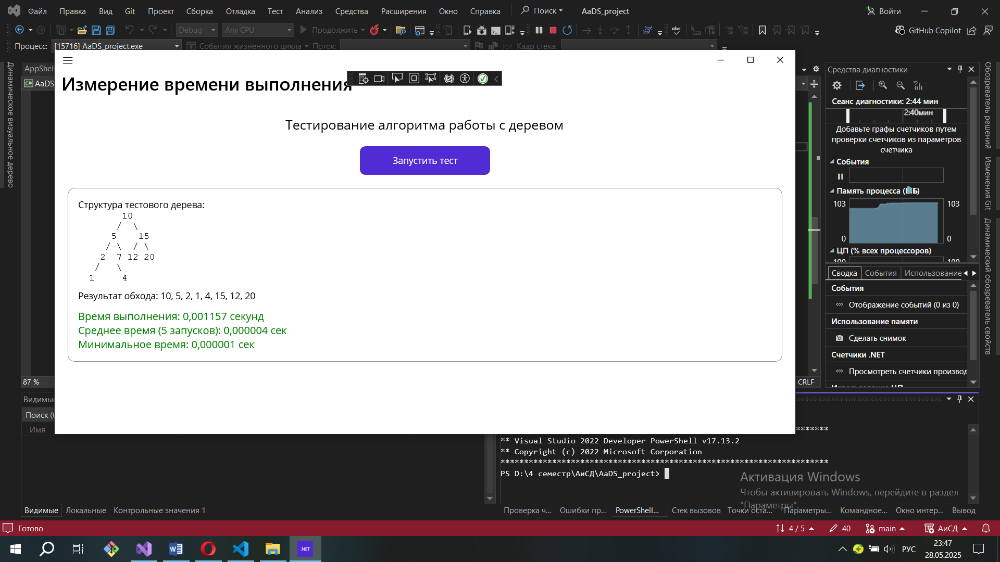 Файл Правка Вид Git Проект Сборка Отладка Тест Анализ Средства Расширения Окно Справка Поиск AaDS_project Войти
Debug Any CPU Продолжить GitHub Copilot
Процесс: [15716] AaDS_project.exe События жизненного цикла Поток: Кадр стека:
Динамическое визуальное дерево
AppShell
C# AaDS
Измерение времени выполнения
Тестирование алгоритма работы с деревом
Запустить тест
Структура тестового дерева:
10
/ \
5 15
/ \ / \
2 7 12 20
/ \
1 4
Результат обхода: 10, 5, 2, 1, 4, 15, 12, 20
Время выполнения: 0,001157 секунд
Среднее время (5 запусков): 0,000004 сек
Минимальное время: 0,000001 сек
87 %
CRLF
Средства диагностики
Сеанс диагностики: 2:44 мин
2:40мин
Добавьте графы счетчиков путем
проверки счетчиков из параметров
счетчика
События
Память процесса (МБ)
103 103
0 0
ЦП (% всех процессоров)
100 100
Сводка События Использование
События
Отображение событий (0 из 0)
Использование памяти
Сделать снимок
Счетчики .NET
Просмотреть счетчики производ
Использование ЦП
Обозреватель решений
Изменения Git
Динамический обозреватель свойств
Видимые
Поиск (
Имя
Видимые Локальные Контрольные значения 1
*******
** Visual Studio 2022 Developer PowerShell v17.13.2
** Copyright (c) 2022 Microsoft Corporation
**********************************************************************
PS D:\4 семестр\АиСД\AaDS_project>
Активация Windows
Чтобы активировать Windows, перейдите в раздел
"Параметры".
Проверка ч... Ошибки пр... PowerShell... Стек вызовов Точки оста... Параметры... Командное... Окно интер... Вывод
Готово 4 / 5 40 main АиСД
.NET РУС 23:47
28.05.2025